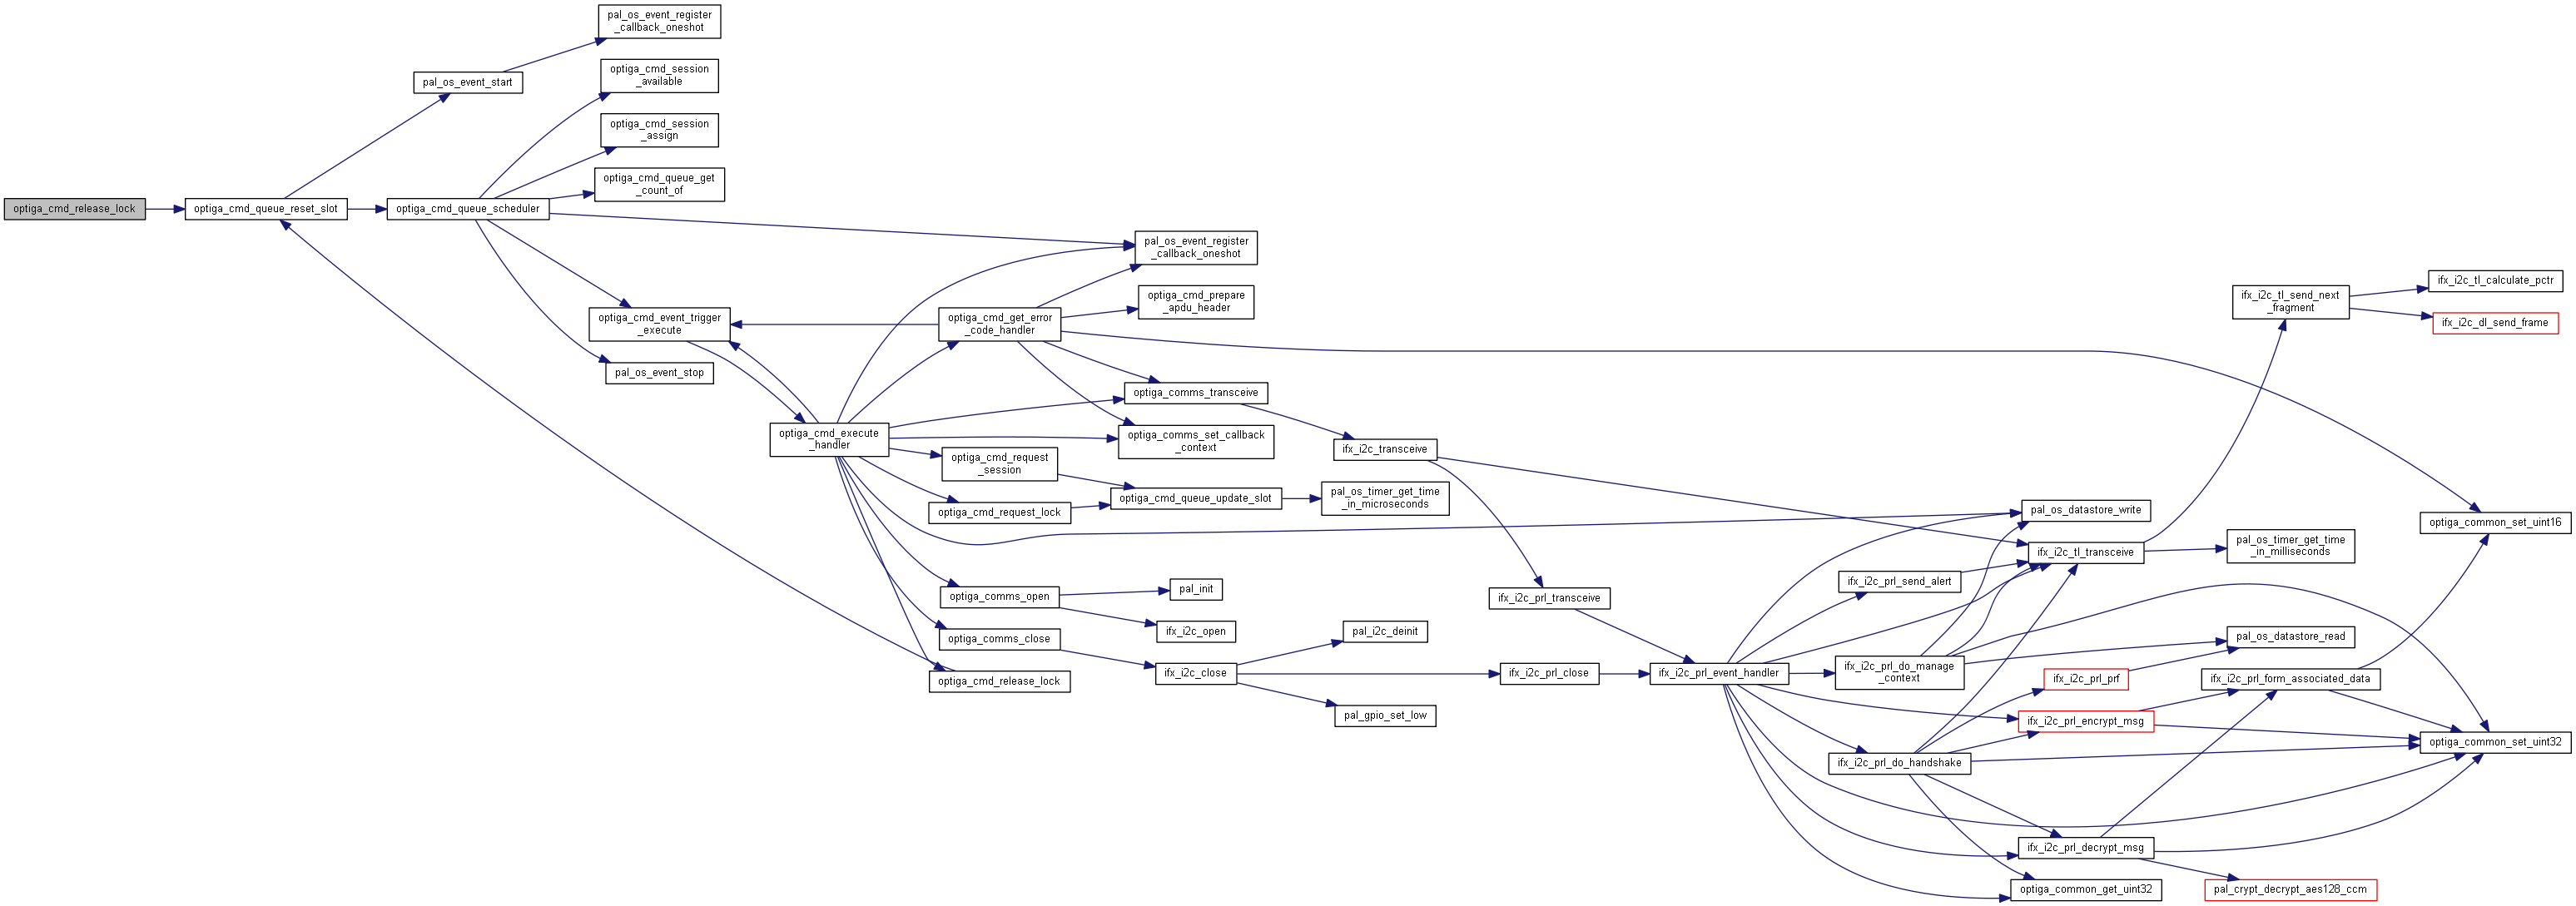 pal_os_event_register
_callback_oneshot
pal_os_event_start
optiga_cmd_session
_available
optiga_cmd_session
_assign
optiga_cmd_queue_get
_count_of
optiga_cmd_release_lock
optiga_cmd_queue_reset_slot
optiga_cmd_queue_scheduler
optiga_cmd_event_trigger
_execute
pal_os_event_stop
optiga_cmd_execute
_handler
optiga_cmd_get_error
_code_handler
pal_os_event_register
_callback_oneshot
optiga_cmd_prepare
_apdu_header
optiga_comms_transceive
optiga_comms_set_callback
_context
optiga_cmd_request
_session
optiga_cmd_request_lock
optiga_cmd_queue_update_slot
pal_os_timer_get_time
_in_microseconds
optiga_comms_open
pal_init
ifx_i2c_open
optiga_comms_close
optiga_cmd_release_lock
ifx_i2c_close
pal_i2c_deinit
pal_gpio_set_low
ifx_i2c_transceive
ifx_i2c_prl_transceive
ifx_i2c_prl_close
ifx_i2c_prl_event_handler
ifx_i2c_prl_send_alert
ifx_i2c_prl_do_manage
_context
ifx_i2c_prl_do_handshake
pal_os_datastore_write
ifx_i2c_tl_transceive
ifx_i2c_prl_prf
ifx_i2c_prl_encrypt_msg
ifx_i2c_prl_decrypt_msg
optiga_common_get_uint32
ifx_i2c_tl_send_next
_fragment
pal_os_timer_get_time
_in_milliseconds
pal_os_datastore_read
ifx_i2c_prl_form_associated_data
pal_crypt_decrypt_aes128_ccm
ifx_i2c_tl_calculate_pctr
ifx_i2c_dl_send_frame
optiga_common_set_uint16
optiga_common_set_uint32